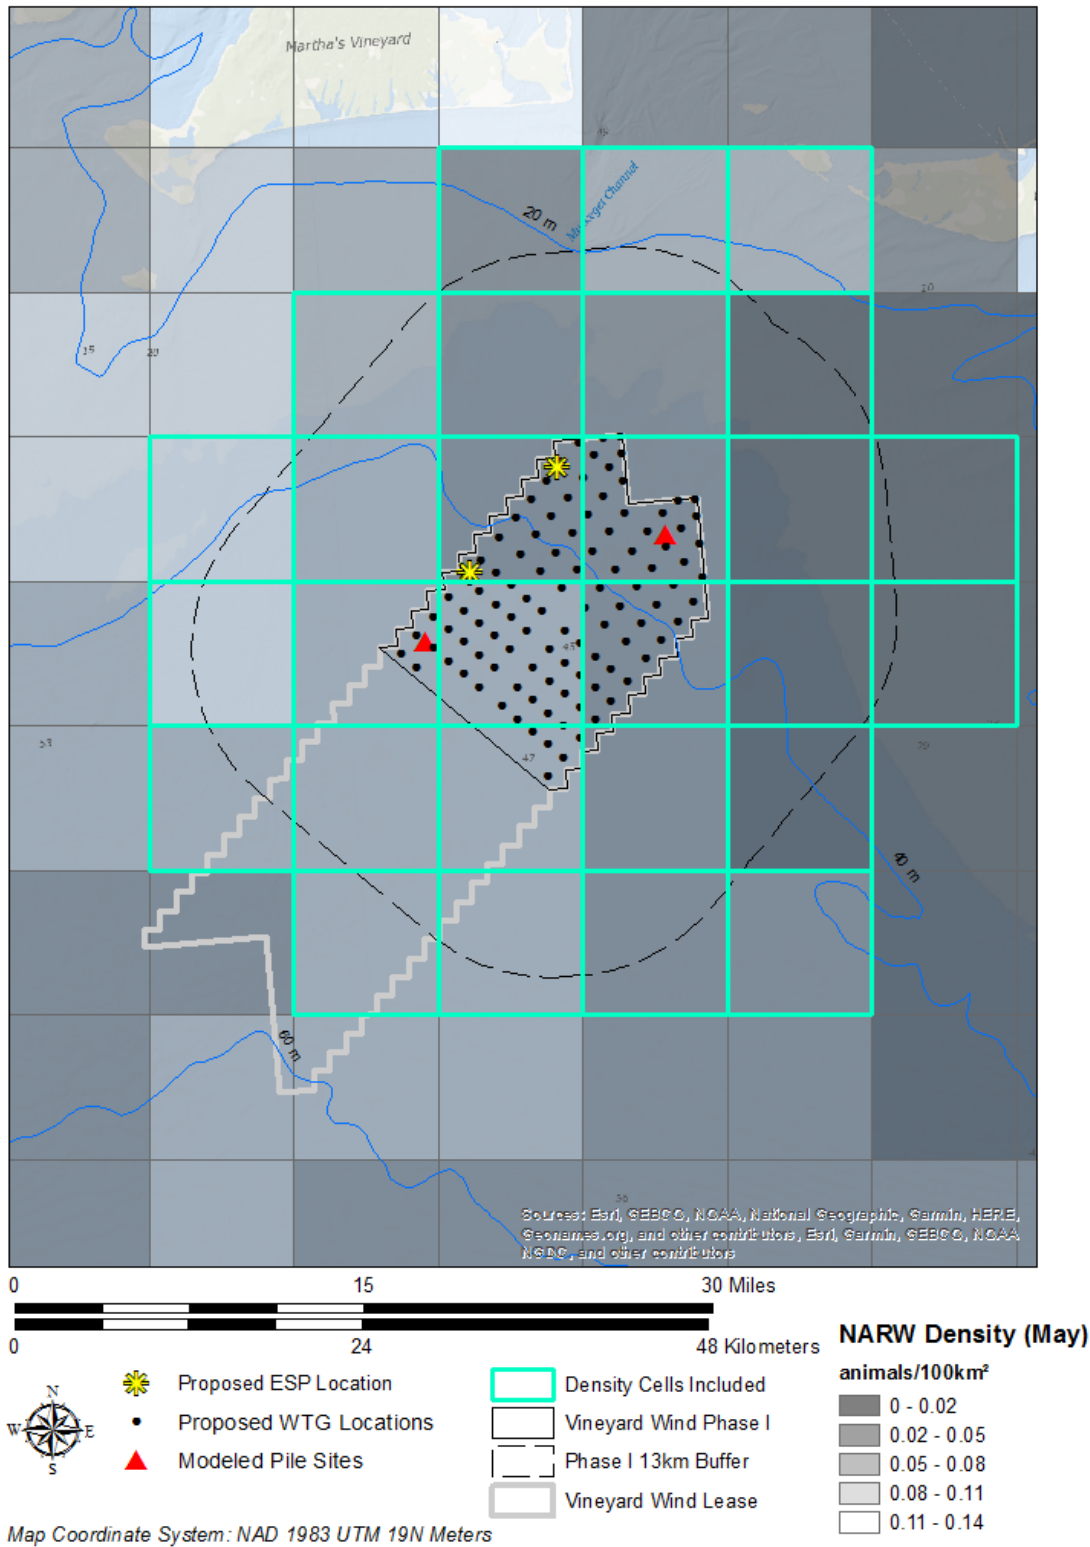 Martha's Vineyard
Muskeget Channel
20 m
10
15
20
43
47
53
40 m
60 m
Sources: Esri, GEBCO, NOAA, National Geographic, Garmin, HERE,
Geonames.org, and other contributors, Esri, Garmin, GEBCO, NOAA
NGDC, and other contributors
0 15 30 Miles
0 24 48 Kilometers
NARW Density (May)
animals/100km²
0 - 0.02
0.02 - 0.05
0.05 - 0.08
0.08 - 0.11
0.11 - 0.14
N
W E
S
Proposed ESP Location
Proposed WTG Locations
Modeled Pile Sites
Density Cells Included
Vineyard Wind Phase I
Phase I 13km Buffer
Vineyard Wind Lease
Map Coordinate System: NAD 1983 UTM 19N Meters